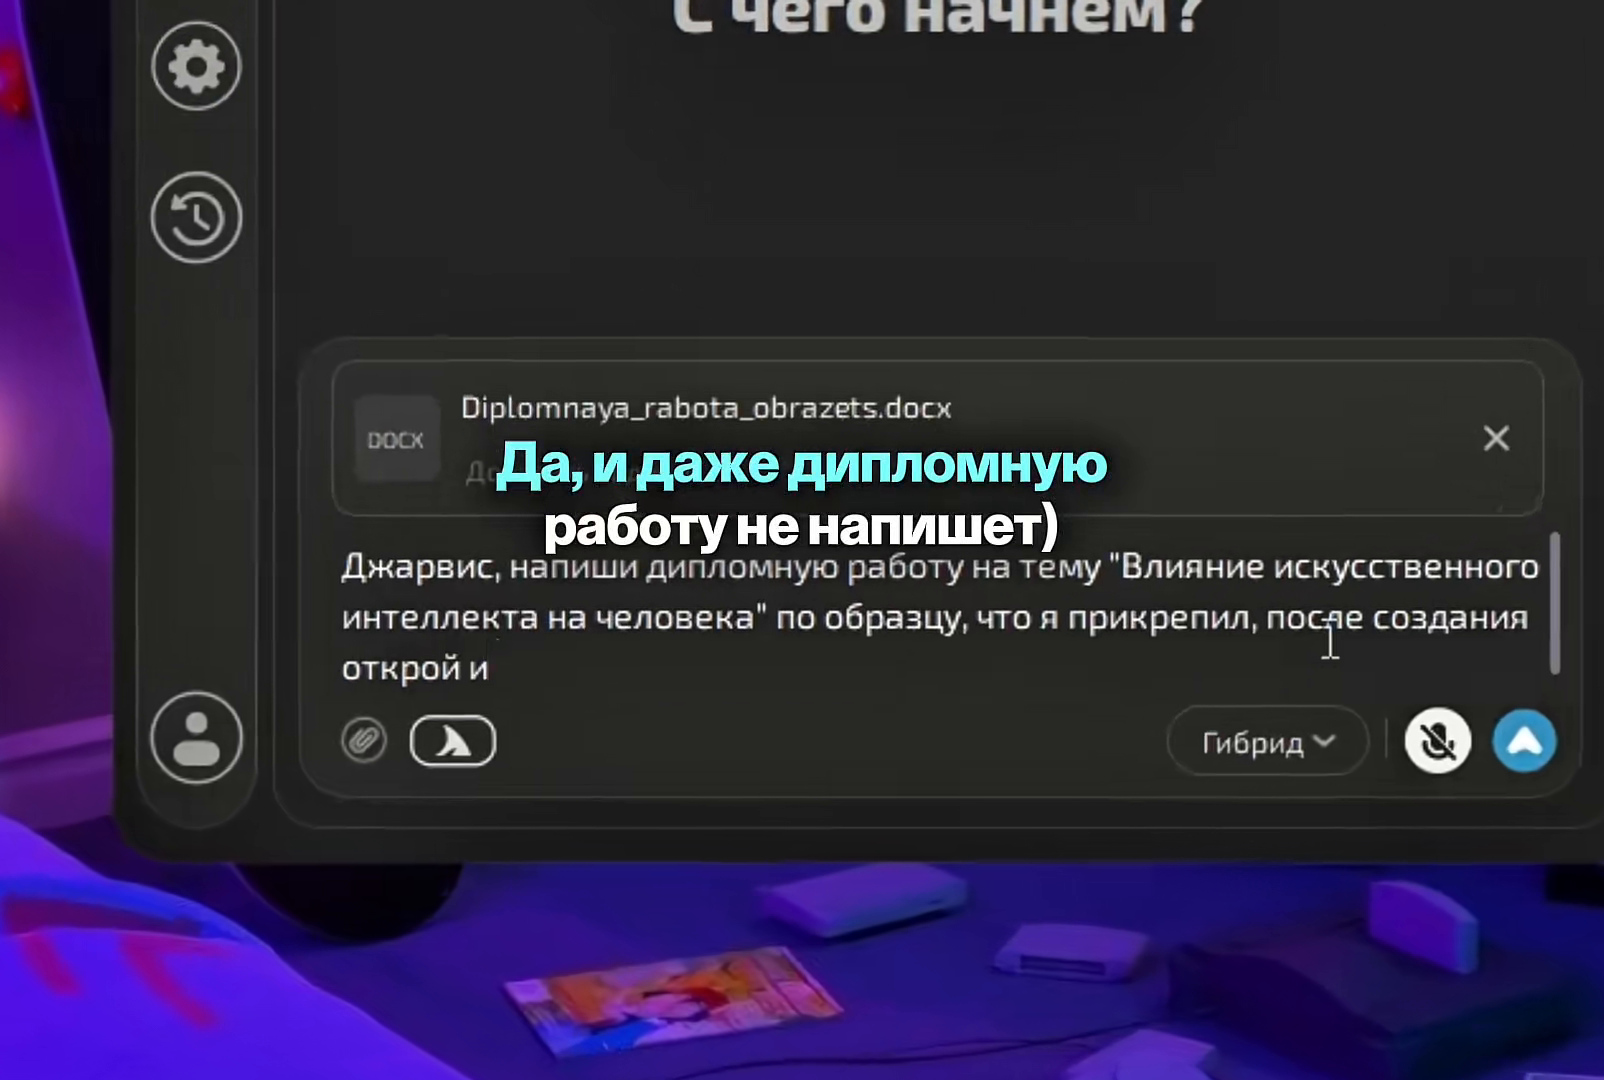 С чего начнём?
DOCX
Diplomnaya_rabota_obrazets.docx
Да, и даже дипломную
работу не напишет)
Джарвис, напиши дипломную работу на тему "Влияние искусственного
интеллекта на человека" по образцу, что я прикрепил, после создания
открой и
Гибрид